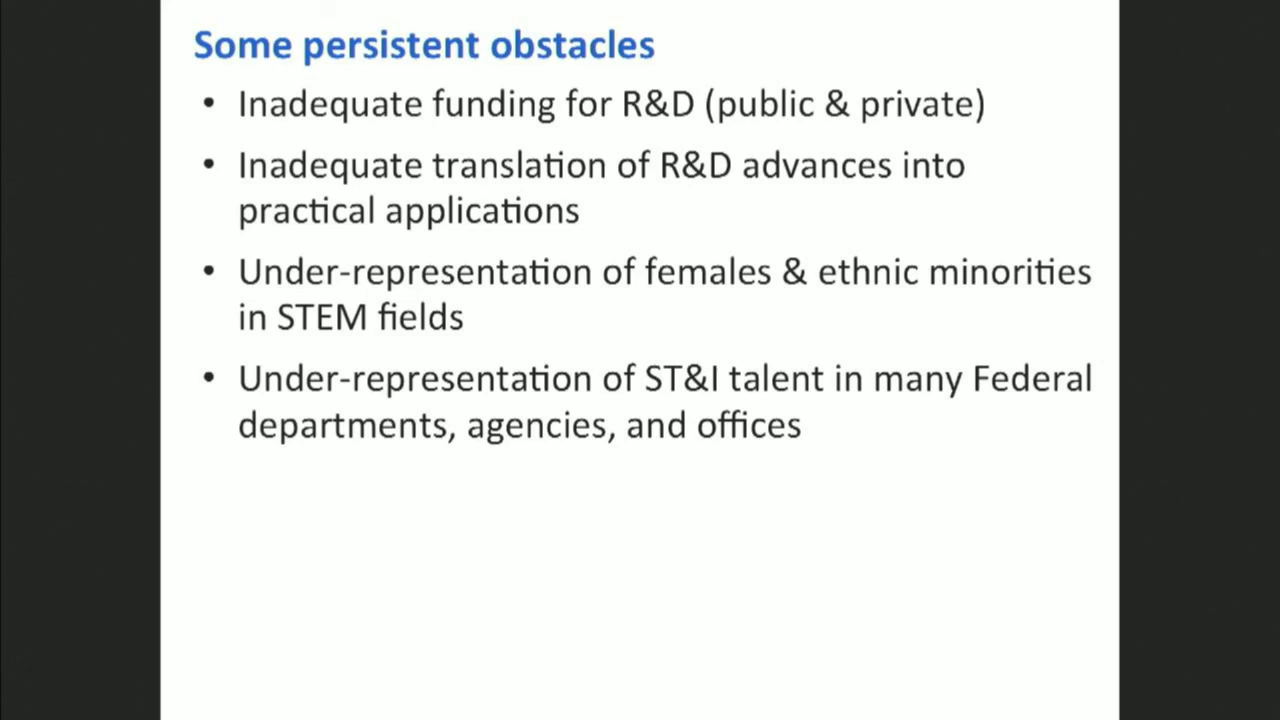 Some persistent obstacles
• Inadequate funding for R&D (public & private)
• Inadequate translation of R&D advances into
practical applications
• Under-representation of females & ethnic minorities
in STEM fields
• Under-representation of ST&I talent in many Federal
departments, agencies, and offices